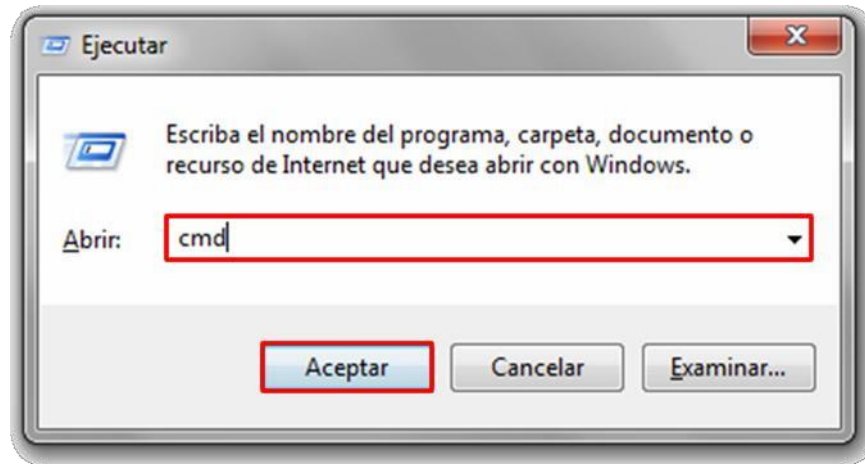 Ejecutar
Escriba el nombre del programa, carpeta, documento o
recurso de Internet que desea abrir con Windows.
Abrir: cmd
Aceptar Cancelar Examinar...